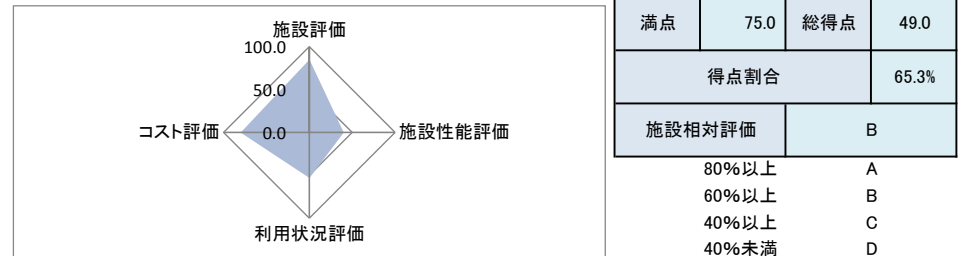 施設評価
100.0
50.0
0.0
コスト評価
施設性能評価
利用状況評価
満点 75.0 総得点 49.0
得点割合 65.3%
施設相対評価 B
80%以上 A
60%以上 B
40%以上 C
40%未満 D